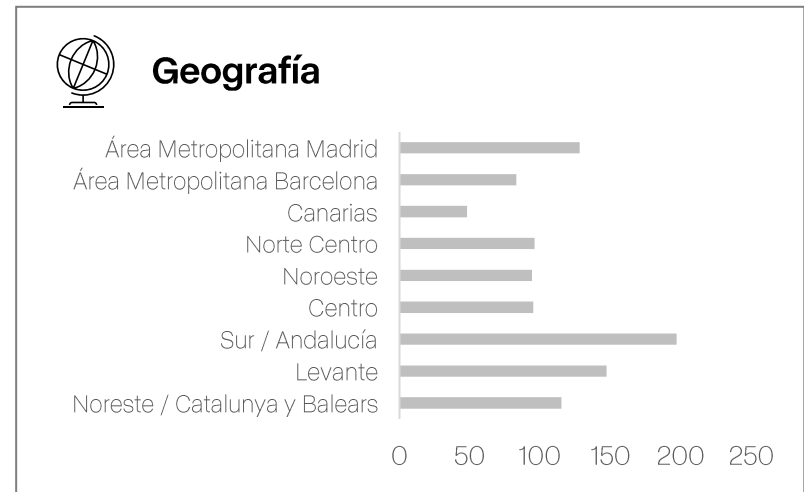 Geografía
Área Metropolitana Madrid
Área Metropolitana Barcelona
Canarias
Norte Centro
Noroeste
Centro
Sur / Andalucía
Levante
Noreste / Catalunya y Balears
0 50 100 150 200 250